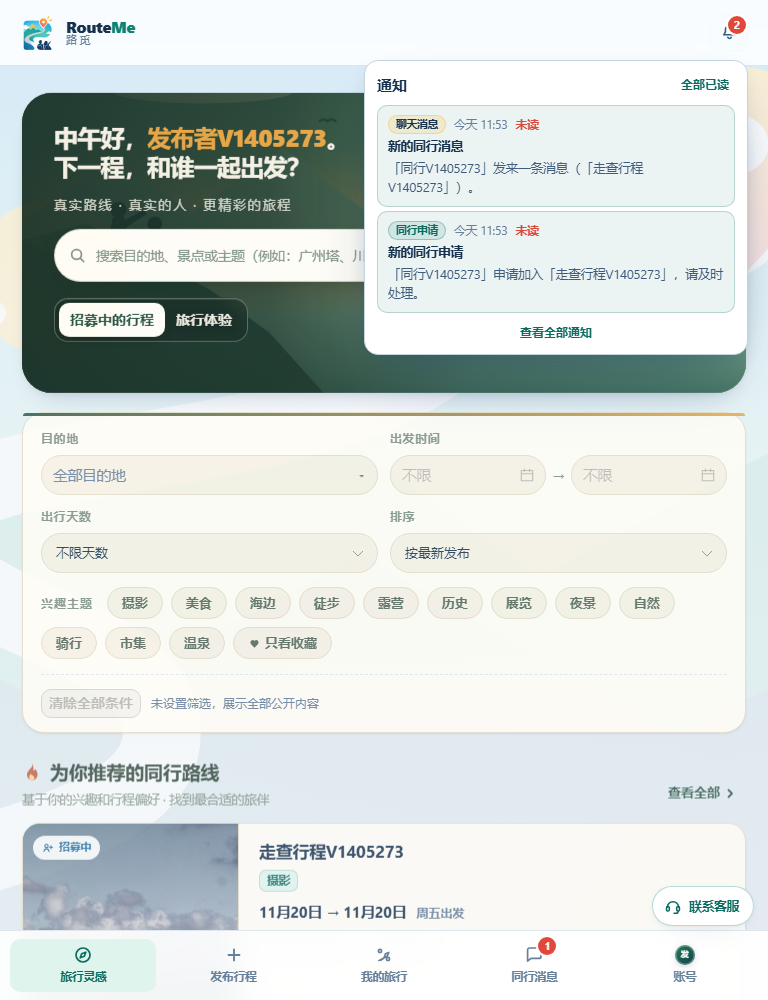 RouteMe
路觅
2
通知
全部已读
聊天消息 今天 11:53 未读
新的同行消息
「同行V1405273」发来一条消息（「走查行程
V1405273」）。
同行申请 今天 11:53 未读
新的同行申请
「同行V1405273」申请加入「走查行程V1405273」，请及时
处理。
查看全部通知
中午好，发布者V1405273。
下一程，和谁一起出发？
真实路线 · 真实的人 · 更精彩的旅程
搜索目的地、景点或主题（例如：广州塔、川
招募中的行程 旅行体验
目的地 出发时间
全部目的地 不限 → 不限
出行天数 排序
不限天数 按最新发布
兴趣主题 摄影 美食 海边 徒步 露营 历史 展览 夜景 自然
骑行 市集 温泉 ♥ 只看收藏
清除全部条件 未设置筛选，展示全部公开内容
为你推荐的同行路线
基于你的兴趣和行程偏好 · 找到最合适的旅伴
查看全部
招募中
走查行程V1405273
摄影
11月20日 → 11月20日 周五出发
联系客服
1
发
旅行灵感 发布行程 我的旅行 同行消息 账号